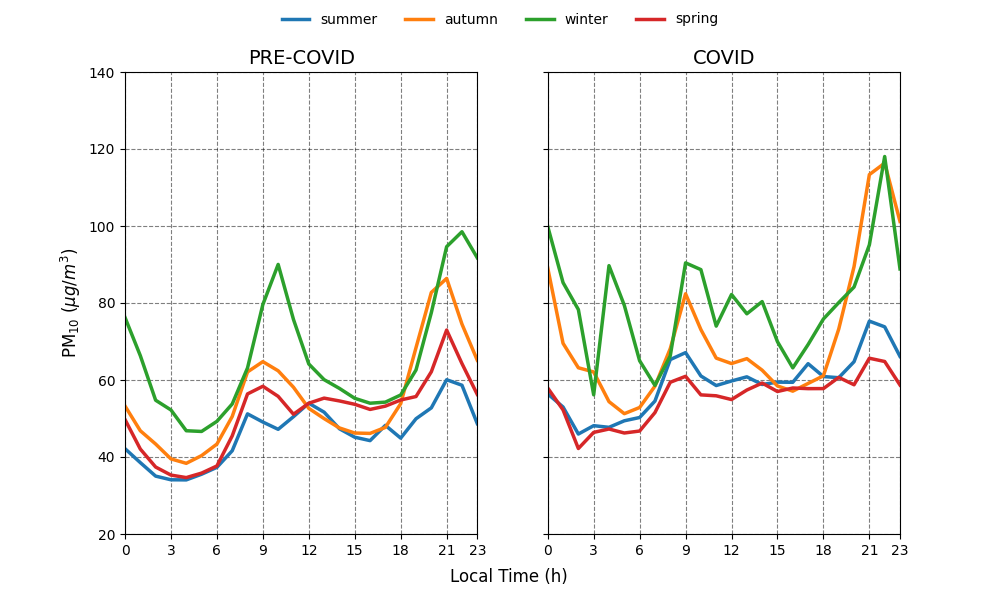 summer autumn winter spring
PRE-COVID COVID
140
120
100
80
60
40
20
PM₁₀ (μg/m³)
0 3 6 9 12 15 18 21 23 0 3 6 9 12 15 18 21 23
Local Time (h)